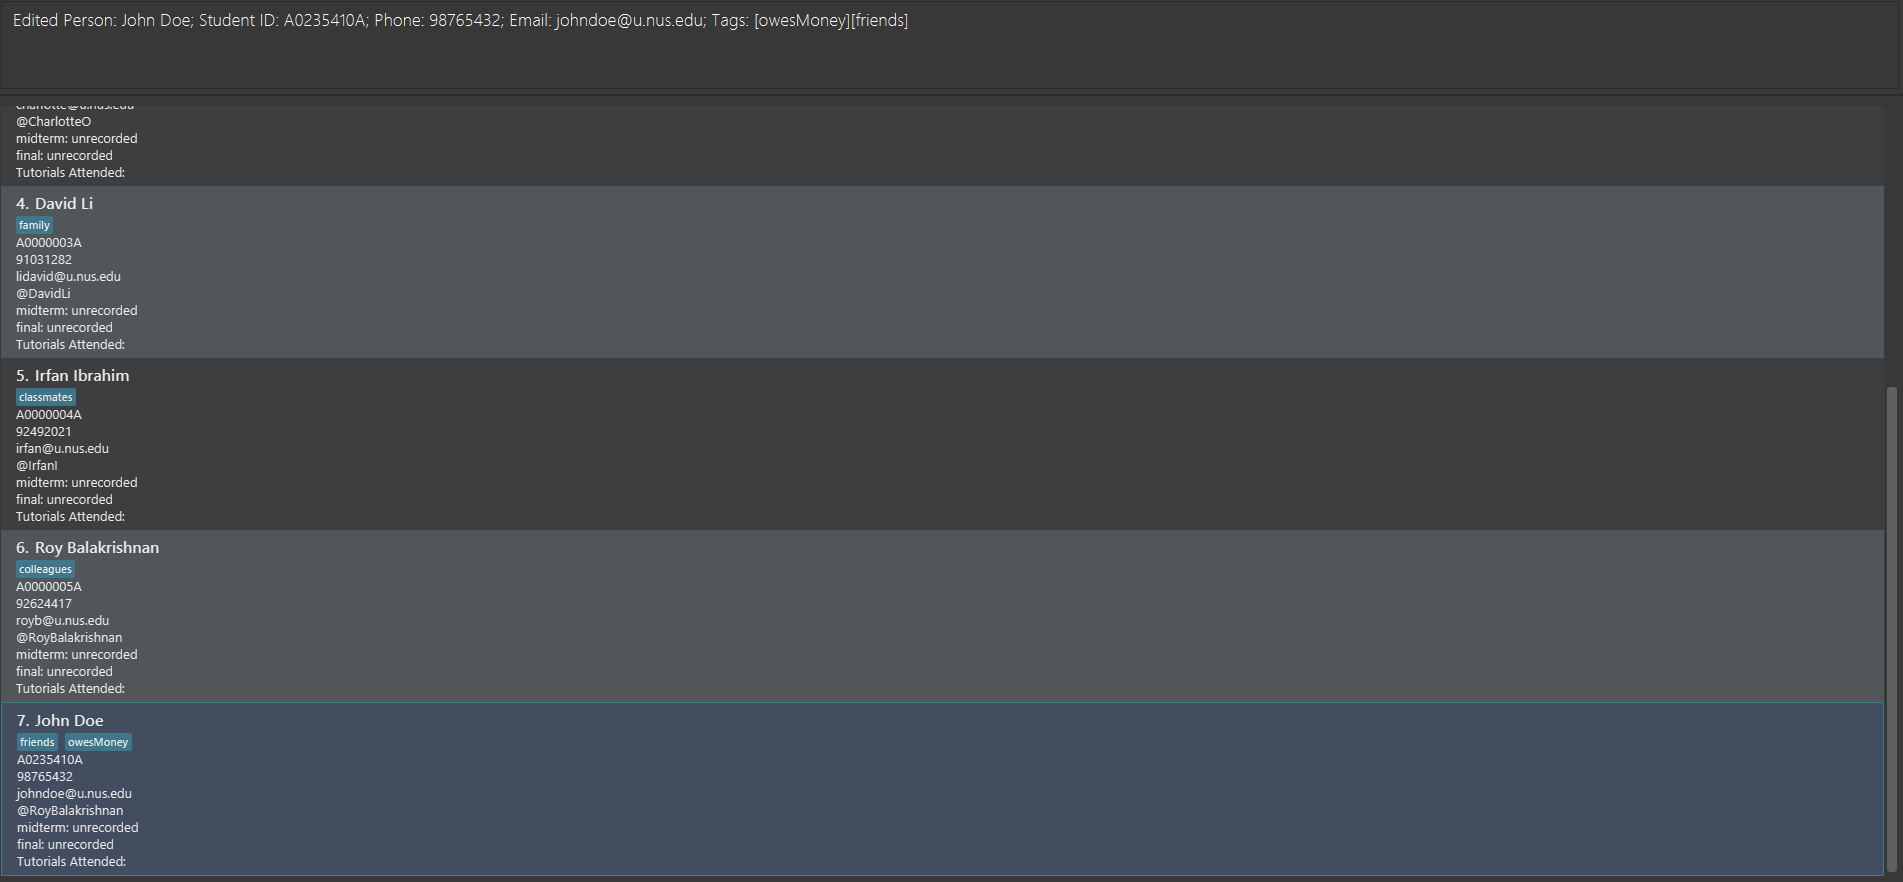 Edited Person: John Doe; Student ID: A0235410A; Phone: 98765432; Email: johndoe@u.nus.edu; Tags: [owesMoney][friends]
charlotte@u.nus.edu
@CharlotteO
midterm: unrecorded
final: unrecorded
Tutorials Attended:
4. David Li
family
A0000003A
91031282
lidavid@u.nus.edu
@DavidLi
midterm: unrecorded
final: unrecorded
Tutorials Attended:
5. Irfan Ibrahim
classmates
A0000004A
92492021
irfan@u.nus.edu
@IrfanI
midterm: unrecorded
final: unrecorded
Tutorials Attended:
6. Roy Balakrishnan
colleagues
A0000005A
92624417
royb@u.nus.edu
@RoyBalakrishnan
midterm: unrecorded
final: unrecorded
Tutorials Attended:
7. John Doe
friends owesMoney
A0235410A
98765432
johndoe@u.nus.edu
@RoyBalakrishnan
midterm: unrecorded
final: unrecorded
Tutorials Attended: